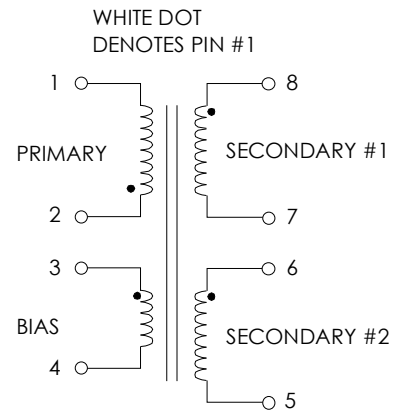 WHITE DOT
DENOTES PIN #1
1
8
PRIMARY
SECONDARY #1
2
7
3
6
BIAS
SECONDARY #2
4
5